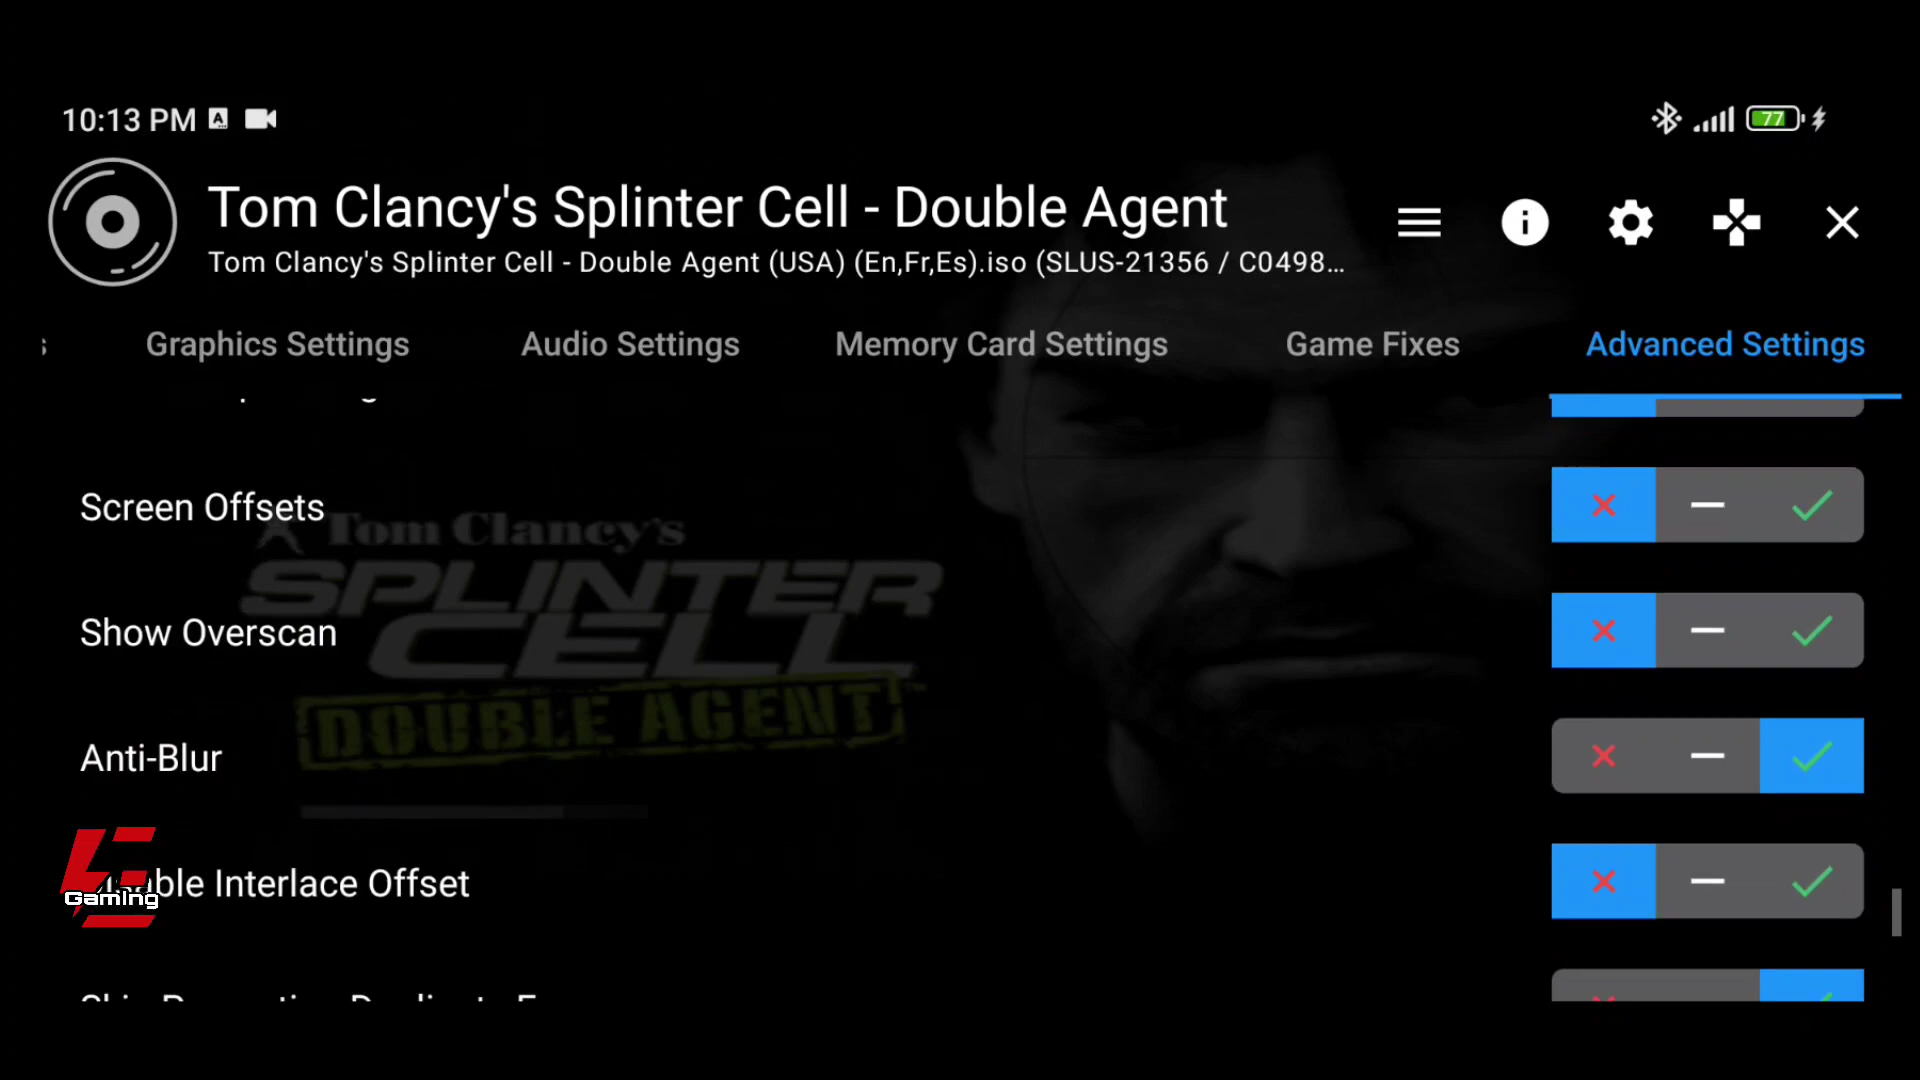 10:13 PM
77
Tom Clancy's Splinter Cell - Double Agent
Tom Clancy's Splinter Cell - Double Agent (USA) (En,Fr,Es).iso (SLUS-21356 / C0498...
s Graphics Settings Audio Settings Memory Card Settings Game Fixes Advanced Settings
Screen Offsets
Tom Clancy's
SPLINTER
CELL
Show Overscan
DOUBLE AGENT
Anti-Blur
Disable Interlace Offset
Gaming